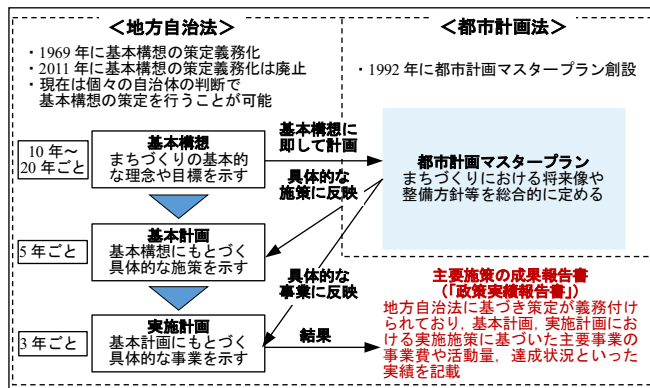 ＜地方自治法＞
・1969 年に基本構想の策定義務化
・2011 年に基本構想の策定義務化は廃止
・現在は個々の自治体の判断で
基本構想の策定を行うことが可能
＜都市計画法＞
・1992 年に都市計画マスタープラン創設
10 年～
20 年ごと
基本構想
まちづくりの基本的
な理念や目標を示す
基本構想に
即して計画
都市計画マスタープラン
まちづくりにおける将来像や
整備方針等を総合的に定める
具体的な
施策に反映
5 年ごと
基本計画
基本構想にもとづく
具体的な施策を示す
具体的な
事業に反映
3 年ごと
実施計画
基本計画にもとづく
具体的な事業を示す
結果
主要施策の成果報告書
（「政策実績報告書」）
地方自治法に基づき策定が義務付け
られており，基本計画，実施計画にお
ける実施施策に基づいた主要事業の
事業費や活動量，達成状況といった
実績を記載